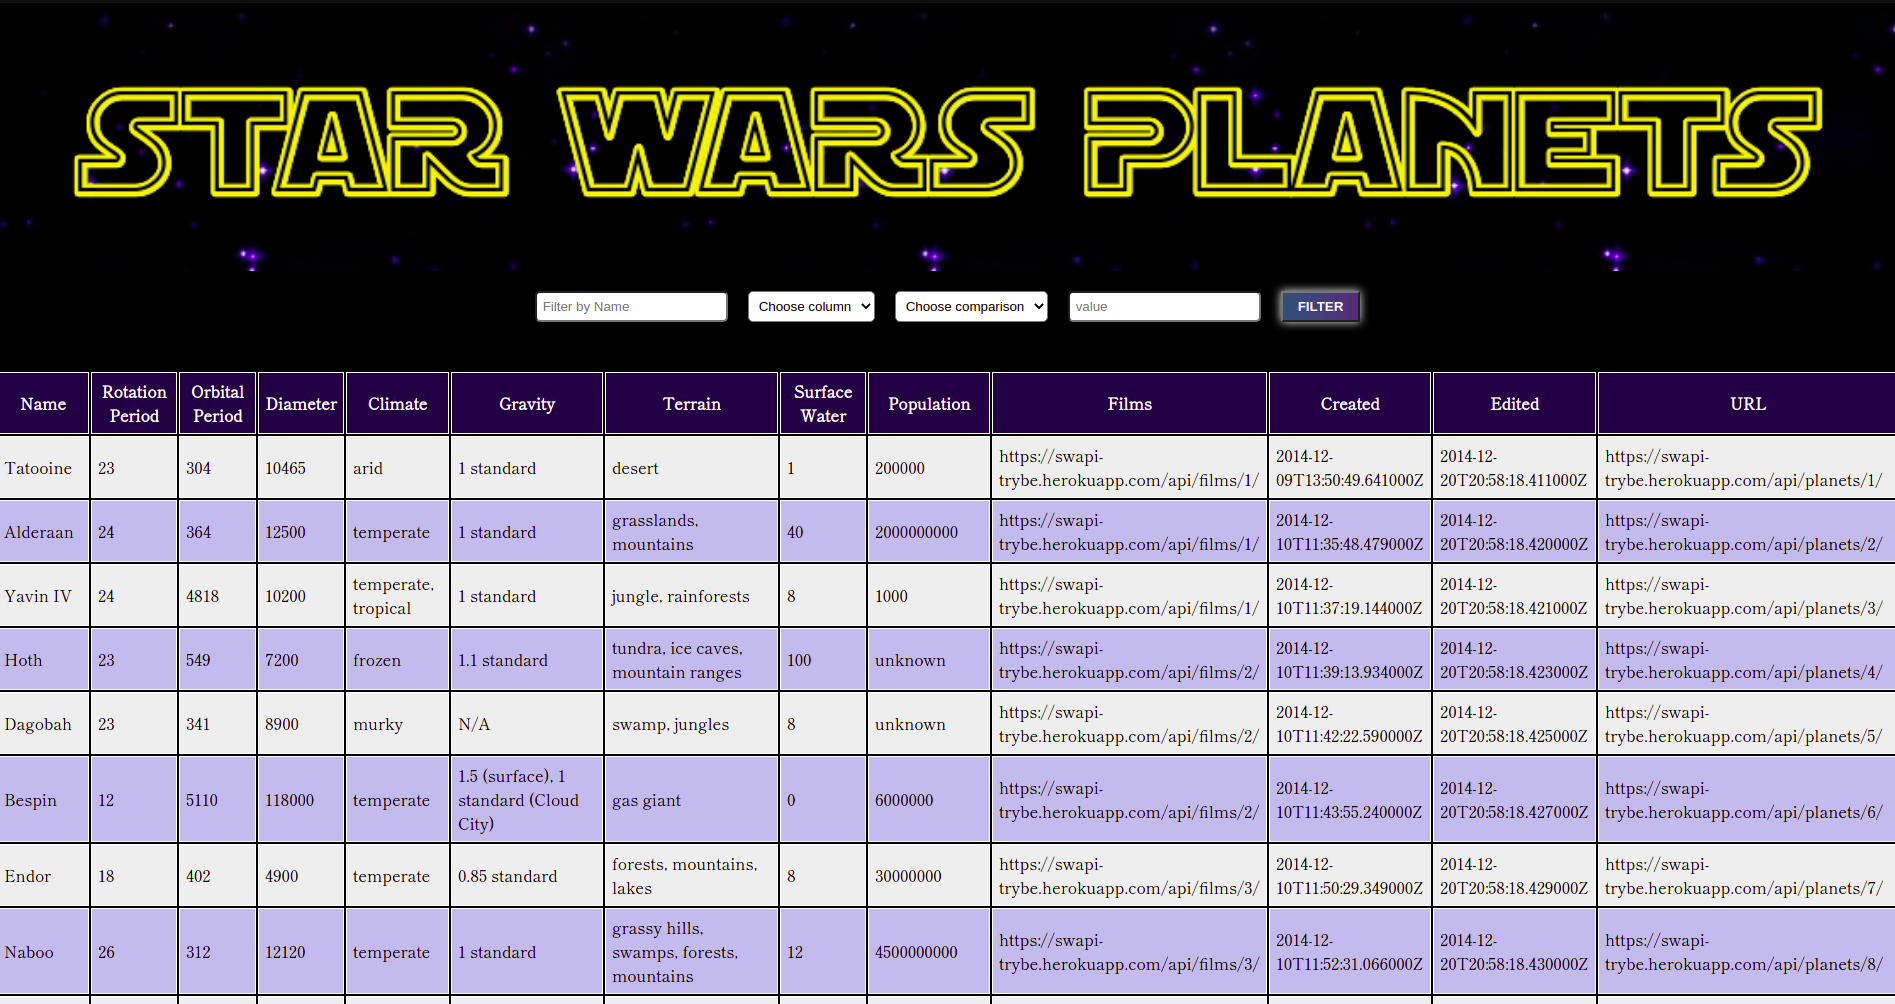 STAR WARS PLANETS
Filter by Name Choose column Choose comparison value FILTER
Name Rotation Period Orbital Period Diameter Climate Gravity Terrain Surface Water Population Films Created Edited URL
Tatooine 23 304 10465 arid 1 standard desert 1 200000 https://swapi-trybe.herokuapp.com/api/films/1/ 2014-12-09T13:50:49.641000Z 2014-12-20T20:58:18.411000Z https://swapi-trybe.herokuapp.com/api/planets/1/
Alderaan 24 364 12500 temperate 1 standard grasslands, mountains 40 2000000000 https://swapi-trybe.herokuapp.com/api/films/1/ 2014-12-10T11:35:48.479000Z 2014-12-20T20:58:18.420000Z https://swapi-trybe.herokuapp.com/api/planets/2/
Yavin IV 24 4818 10200 temperate, tropical 1 standard jungle, rainforests 8 1000 https://swapi-trybe.herokuapp.com/api/films/1/ 2014-12-10T11:37:19.144000Z 2014-12-20T20:58:18.421000Z https://swapi-trybe.herokuapp.com/api/planets/3/
Hoth 23 549 7200 frozen 1.1 standard tundra, ice caves, mountain ranges 100 unknown https://swapi-trybe.herokuapp.com/api/films/2/ 2014-12-10T11:39:13.934000Z 2014-12-20T20:58:18.423000Z https://swapi-trybe.herokuapp.com/api/planets/4/
Dagobah 23 341 8900 murky N/A swamp, jungles 8 unknown https://swapi-trybe.herokuapp.com/api/films/2/ 2014-12-10T11:42:22.590000Z 2014-12-20T20:58:18.425000Z https://swapi-trybe.herokuapp.com/api/planets/5/
Bespin 12 5110 118000 temperate 1.5 (surface), 1 standard (Cloud City) gas giant 0 6000000 https://swapi-trybe.herokuapp.com/api/films/2/ 2014-12-10T11:43:55.240000Z 2014-12-20T20:58:18.427000Z https://swapi-trybe.herokuapp.com/api/planets/6/
Endor 18 402 4900 temperate 0.85 standard forests, mountains, lakes 8 30000000 https://swapi-trybe.herokuapp.com/api/films/3/ 2014-12-10T11:50:29.349000Z 2014-12-20T20:58:18.429000Z https://swapi-trybe.herokuapp.com/api/planets/7/
Naboo 26 312 12120 temperate 1 standard grassy hills, swamps, forests, mountains 12 4500000000 https://swapi-trybe.herokuapp.com/api/films/3/ 2014-12-10T11:52:31.066000Z 2014-12-20T20:58:18.430000Z https://swapi-trybe.herokuapp.com/api/planets/8/